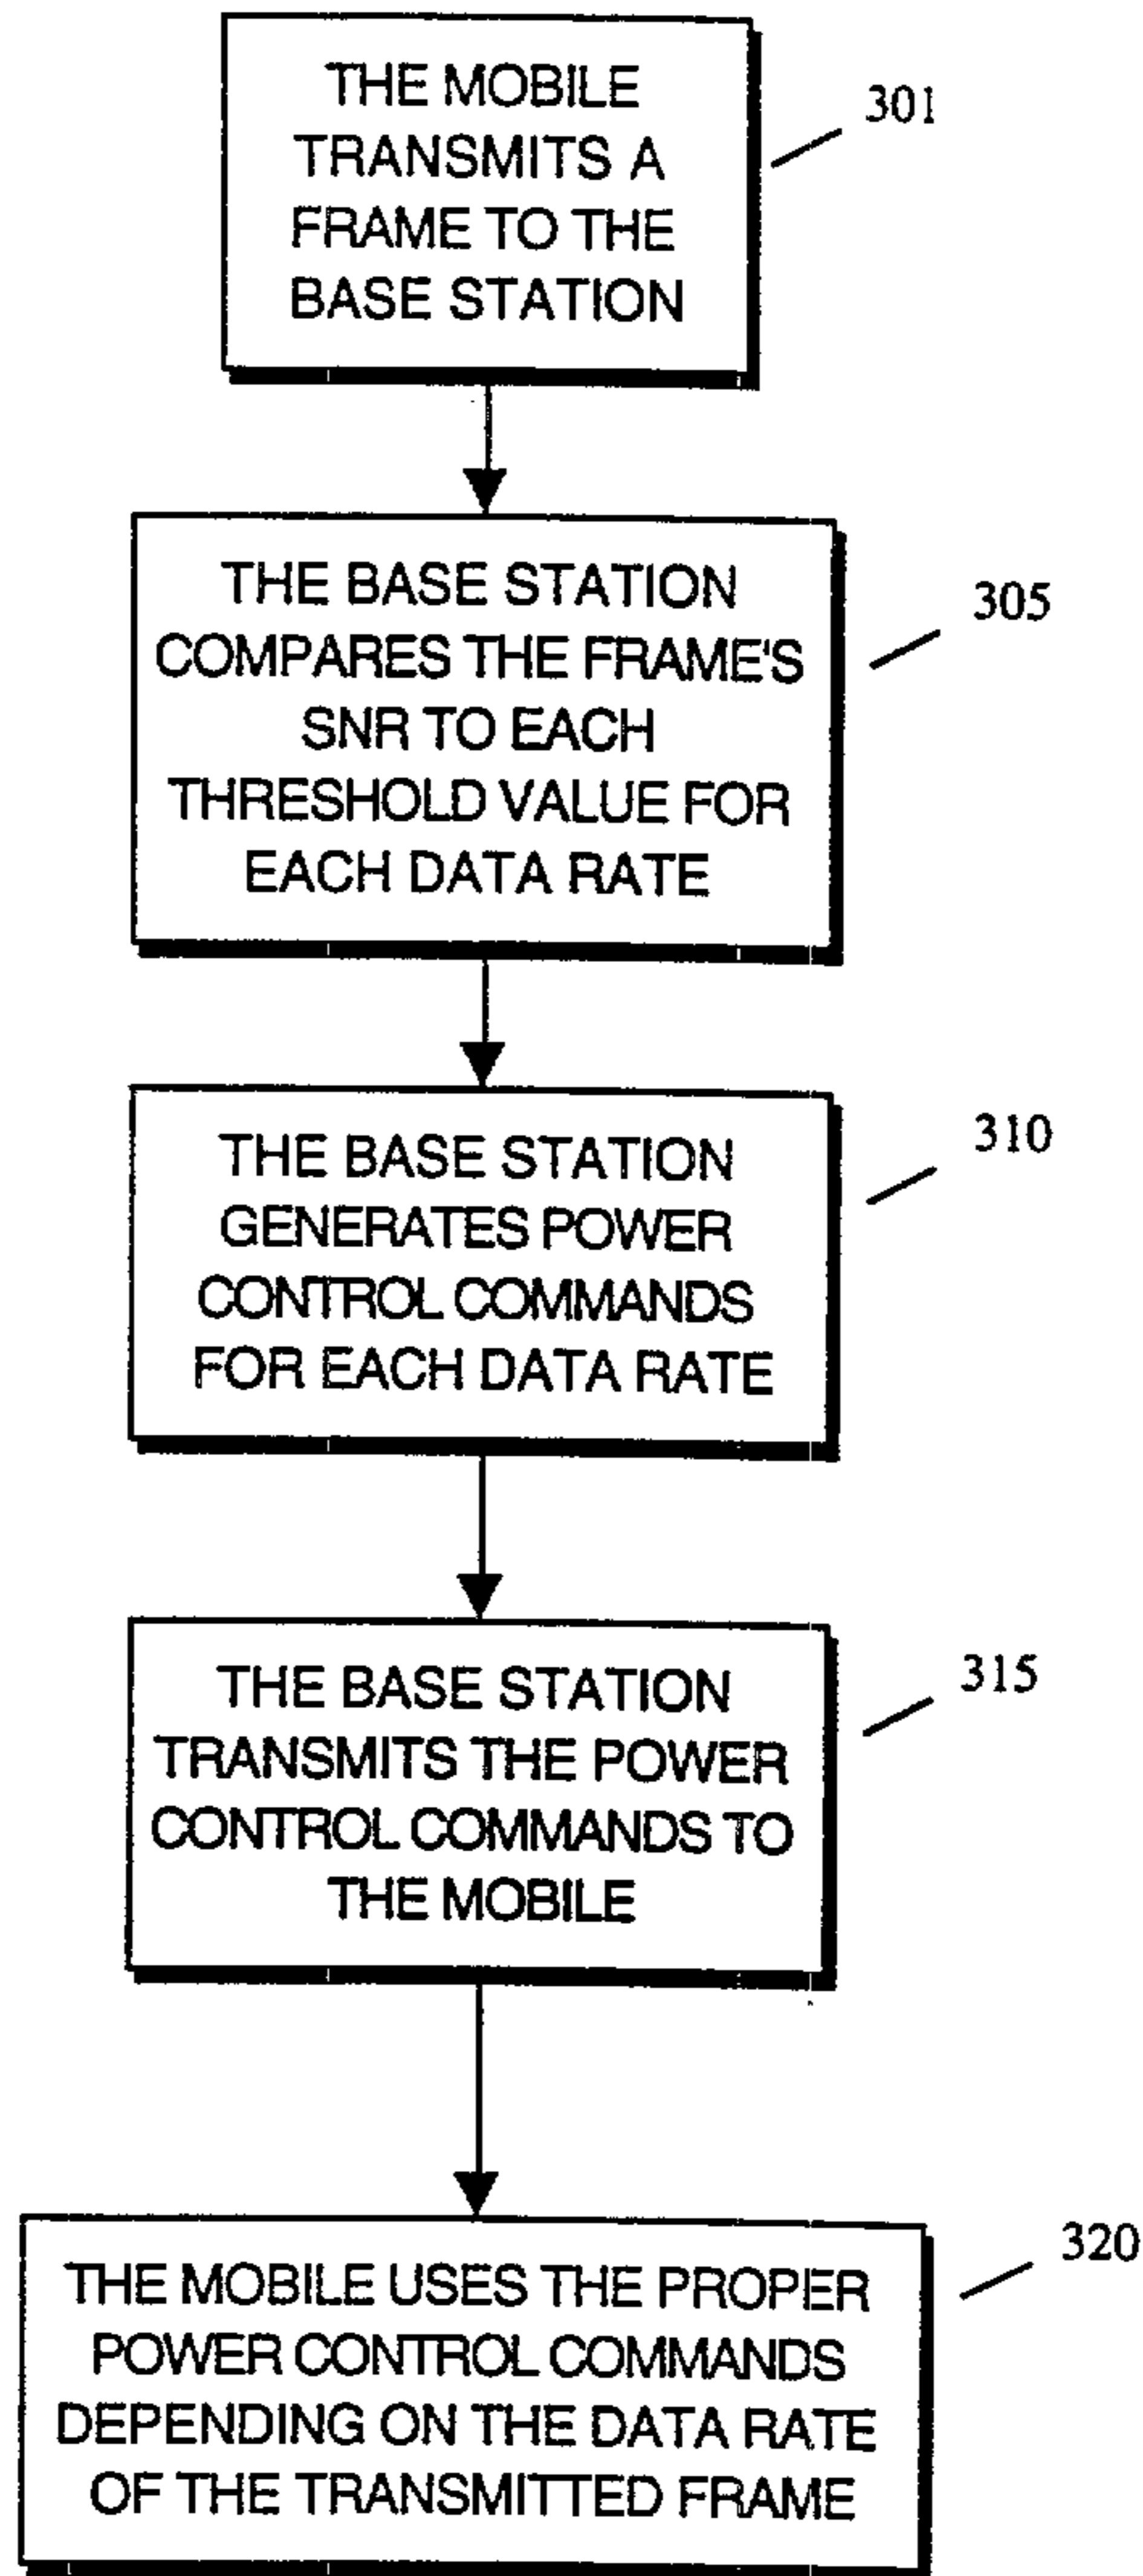 THE MOBILE
TRANSMITS A
FRAME TO THE
BASE STATION
301
THE BASE STATION
COMPARES THE FRAME'S
SNR TO EACH
THRESHOLD VALUE FOR
EACH DATA RATE
305
THE BASE STATION
GENERATES POWER
CONTROL COMMANDS
FOR EACH DATA RATE
310
THE BASE STATION
TRANSMITS THE POWER
CONTROL COMMANDS TO
THE MOBILE
315
THE MOBILE USES THE PROPER
POWER CONTROL COMMANDS
DEPENDING ON THE DATA RATE
OF THE TRANSMITTED FRAME
320